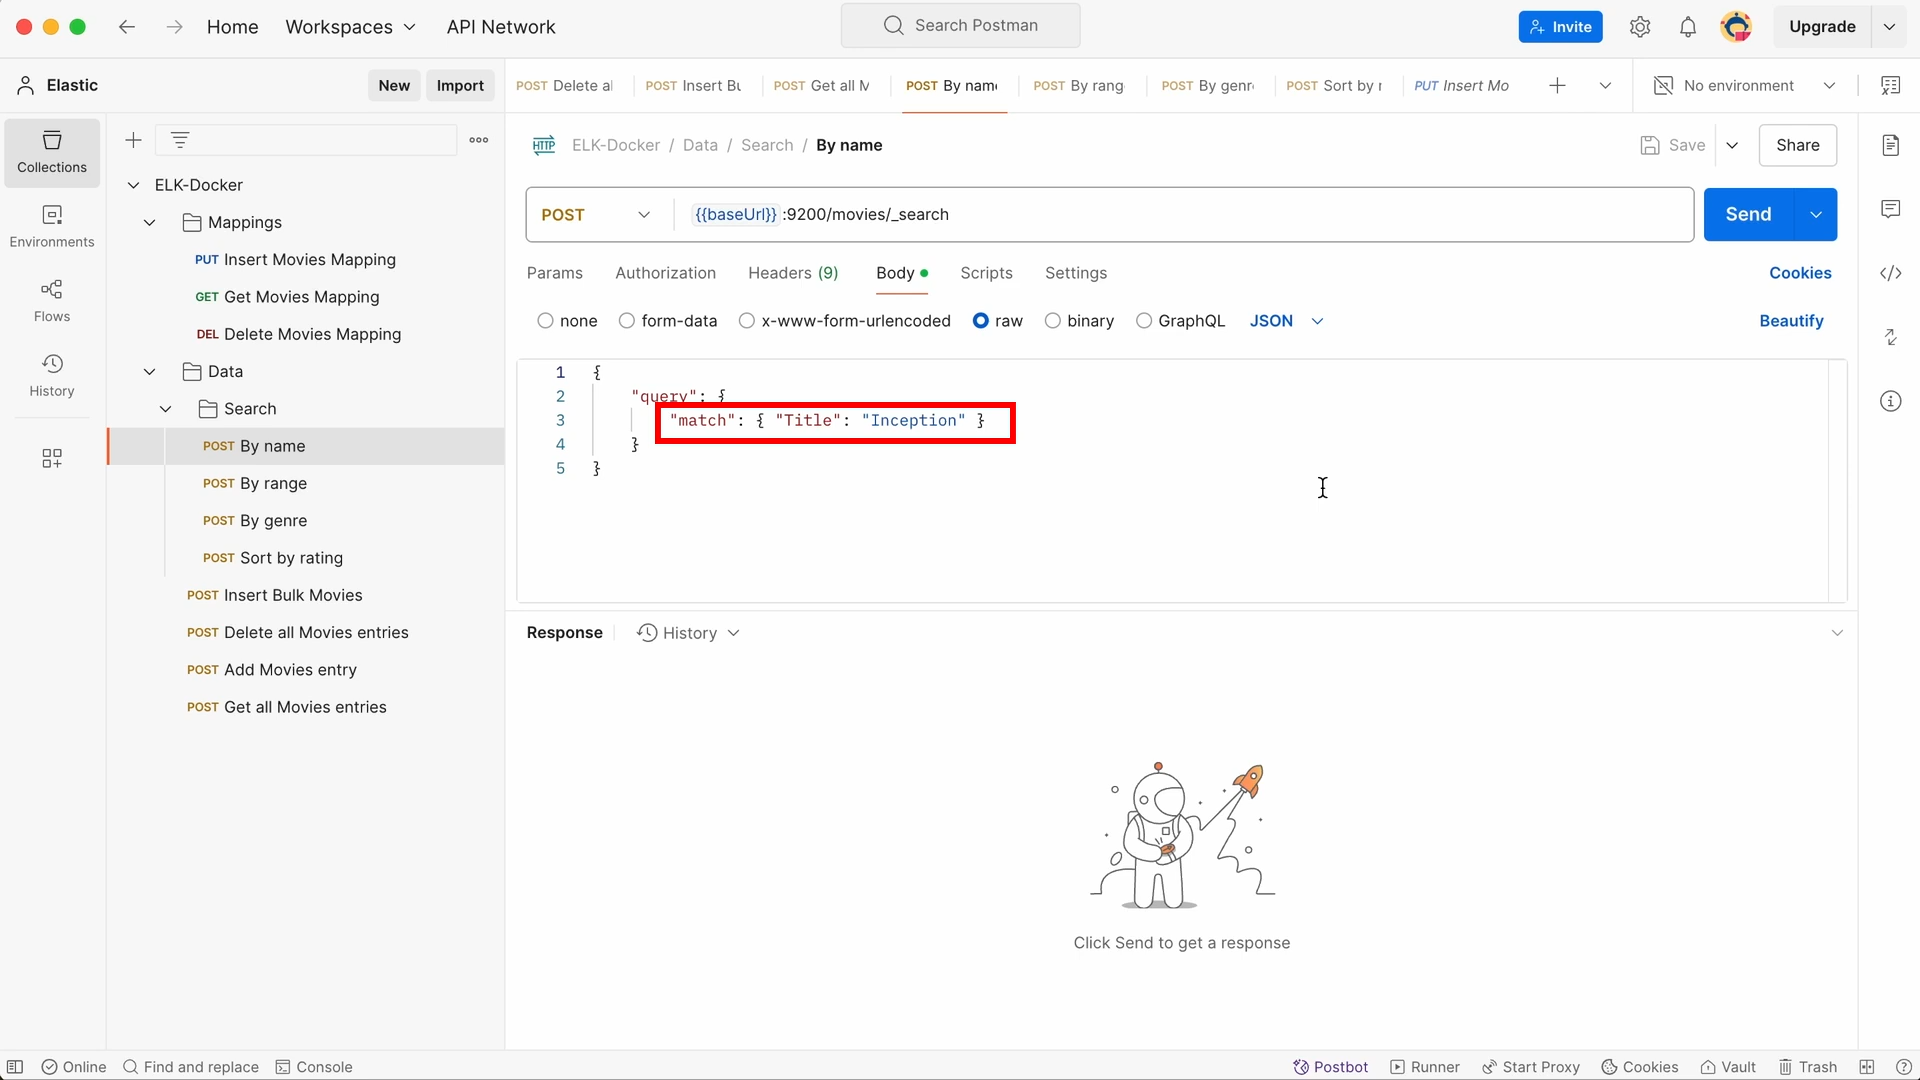 Home Workspaces API Network
Search Postman
Invite
Upgrade
Elastic
New Import
POST Delete al
POST Insert Bu
POST Get all M
POST By name
POST By rang
POST By genr
POST Sort by r
PUT Insert Mo
No environment
Collections
Environments
Flows
History
ELK-Docker
Mappings
PUT Insert Movies Mapping
GET Get Movies Mapping
DEL Delete Movies Mapping
Data
Search
POST By name
POST By range
POST By genre
POST Sort by rating
POST Insert Bulk Movies
POST Delete all Movies entries
POST Add Movies entry
POST Get all Movies entries
HTTP ELK-Docker / Data / Search / By name
Save Share
POST {{baseUrl}} :9200/movies/_search
Send
Params Authorization Headers (9) Body Scripts Settings Cookies
none form-data x-www-form-urlencoded raw binary GraphQL JSON Beautify
1 {
2 "query": {
3 "match": { "Title": "Inception" }
4 }
5 }
Response History
Click Send to get a response
Online Find and replace Console
Postbot Runner Start Proxy Cookies Vault Trash